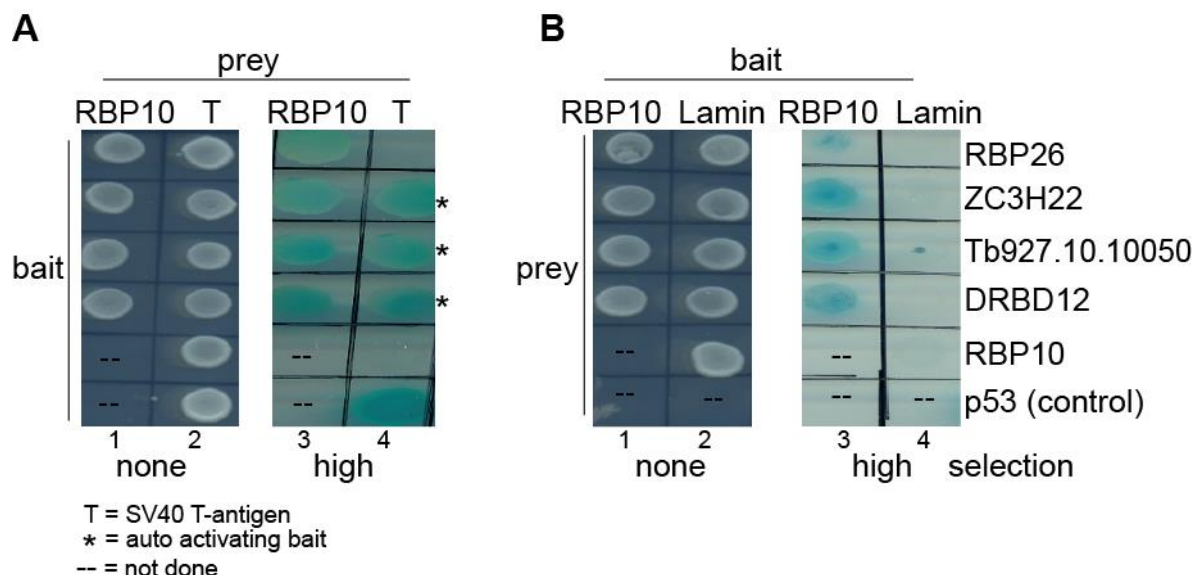 A
prey
RBP10 T RBP10 T
bait
*
*
*
-- --
-- --
1 2 3 4
none high
T = SV40 T-antigen
* = auto activating bait
-- = not done
B
bait
RBP10 Lamin RBP10 Lamin
prey
RBP26
ZC3H22
Tb927.10.10050
DRBD12
-- -- RBP10
-- -- -- -- p53 (control)
1 2 3 4
none high selection